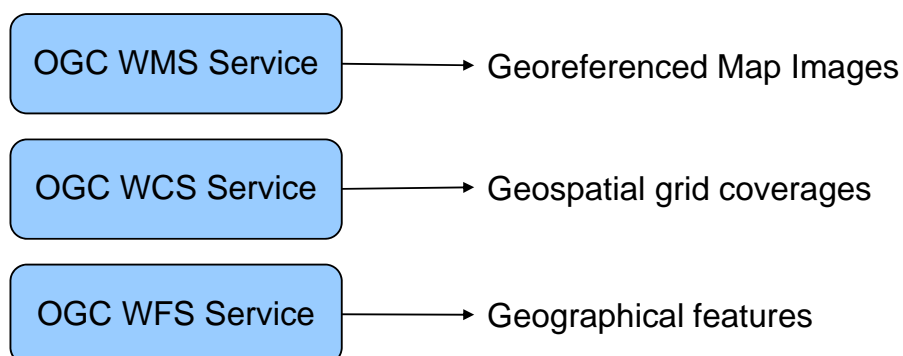 OGC WMS Service
Georeferenced Map Images
OGC WCS Service
Geospatial grid coverages
OGC WFS Service
Geographical features